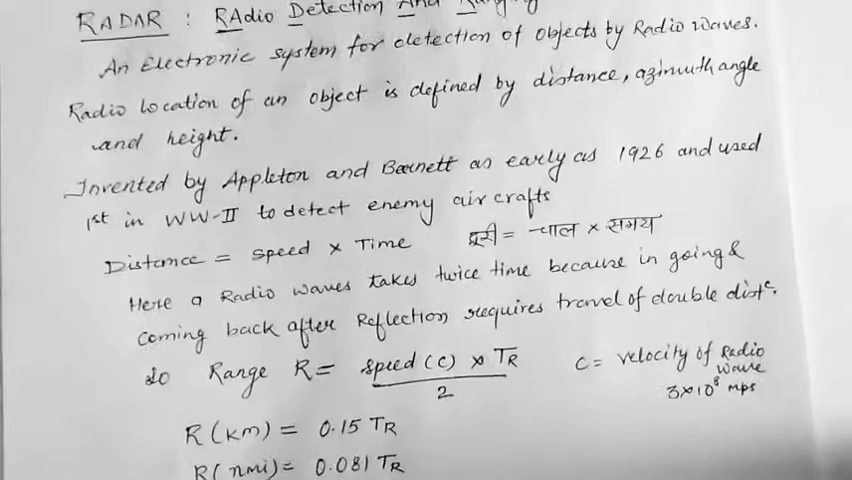 RADAR : RAdio Detection And Ranging
An Electronic system for detection of objects by Radio waves.
Radio location of an object is defined by distance, azimuth angle
and height.
Invented by Appleton and Barnett as early as 1926 and used
1st in WW-II to detect enemy air crafts
Distance = speed × Time दूरी = चाल × समय
Here a Radio waves takes twice time because in going &
coming back after Reflection requires travel of double distc.
so Range R = speed (c) × TR / 2 C = velocity of Radio
wave
3×10⁸ mps
R (km) = 0.15 TR
R (nmi) = 0.081 TR